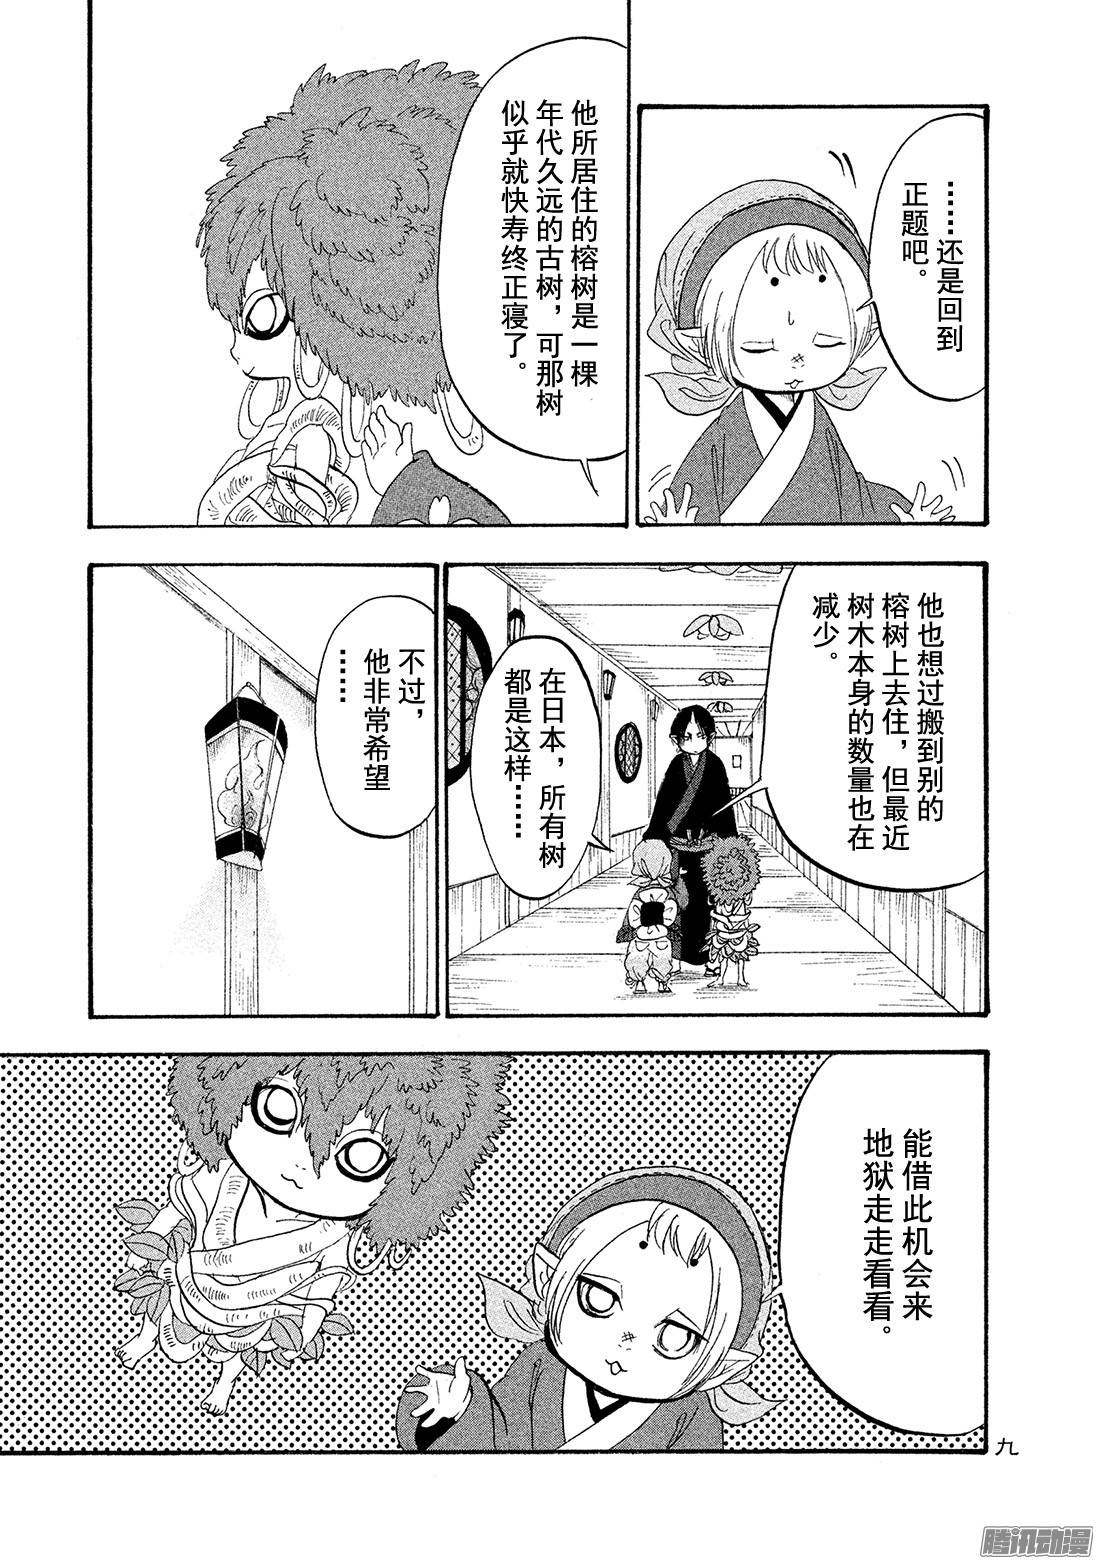 ……还是回到
正题吧。
他所居住的榕树是一棵
年代久远的古树，可那树
似乎就快寿终正寝了。
他也想过搬到别的
榕树上去住，但最近
树木本身的数量也在
减少。
在日本，所有树
都是这样……
不过，
他非常希望
……
能借此机会来
地狱走走看看。
九
腾讯动漫